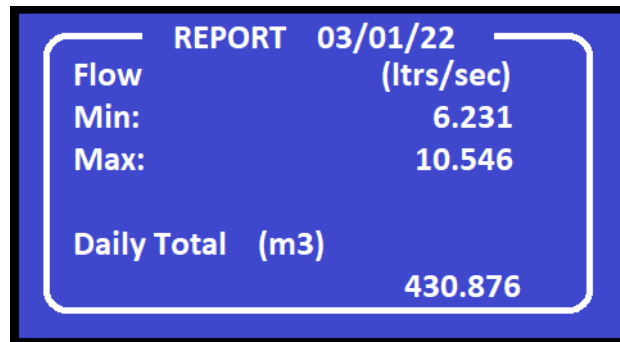 REPORT 03/01/22
Flow (ltrs/sec)
Min: 6.231
Max: 10.546
Daily Total (m3)
430.876